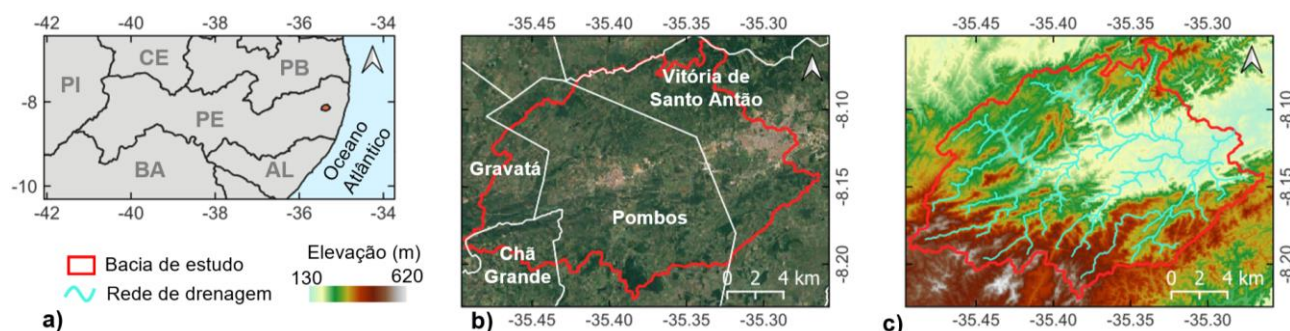 -42 -40 -38 -36 -34
CE
PB
PI
-8
PE
BA
AL
-10
Oceano
Atlântico
-42 -40 -38 -36 -34
Bacia de estudo
Rede de drenagem
Elevação (m)
130 620
a)
-35.45 -35.40 -35.35 -35.30
Vitória de
Santo Antão
Gravatá
Pombos
Chã
Grande
-8.10
-8.15
-8.20
0 2 4 km
b)
-35.45 -35.40 -35.35 -35.30
-35.45 -35.40 -35.35 -35.30
-8.10
-8.15
-8.20
0 2 4 km
c)
-35.45 -35.40 -35.35 -35.30